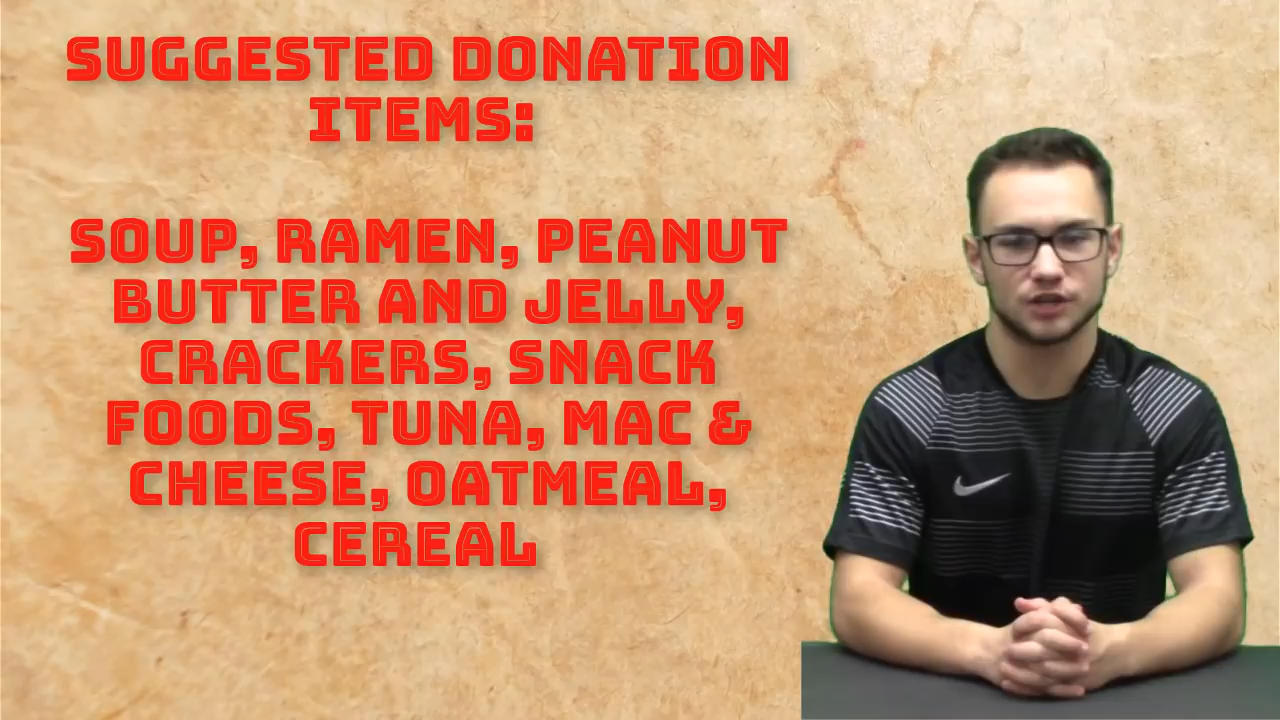 SUGGESTED DONATION
ITEMS:
SOUP, RAMEN, PEANUT
BUTTER AND JELLY,
CRACKERS, SNACK
FOODS, TUNA, MAC &
CHEESE, OATMEAL,
CEREAL